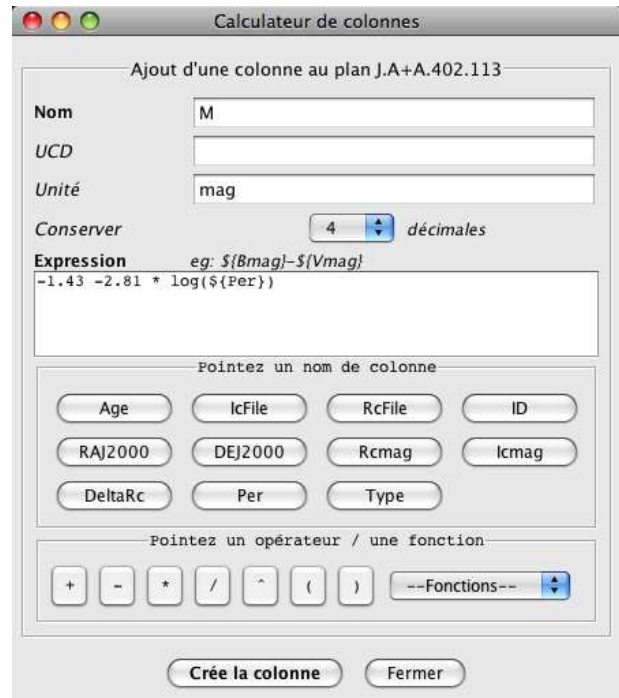 Calculateur de colonnes
Ajout d'une colonne au plan J.A+A.402.113
Nom M
UCD
Unité mag
Conserver 4 décimales
Expression eg: ${Bmag}-${Vmag}
-1.43 -2.81 * log(${Per})
Pointez un nom de colonne
Age IcFile RcFile ID
RAJ2000 DEJ2000 Rcmag Icmag
DeltaRc Per Type
Pointez un opérateur / une fonction
+ - * / ^ ( ) --Fonctions--
Crée la colonne Fermer